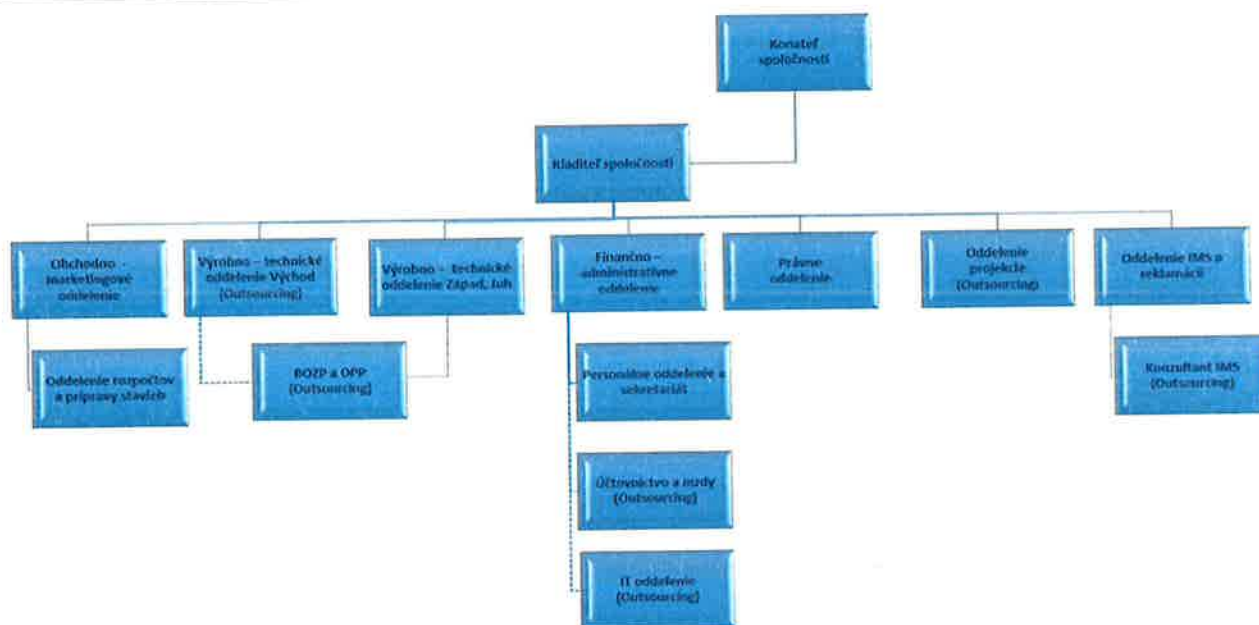 Konateľ
spoločnosti
Riaditeľ spoločnosti
Obchodno -
marketingové
oddelenie
Výrobno – technické
oddelenie Východ
(Outsourcing)
Výrobno – technické
oddelenie Západ, Juh
Finančno –
administratívne
oddelenie
Právne
oddelenie
Oddelenie
projekcie
(Outsourcing)
Oddelenie IMS a
reklamácií
Oddelenie rozpočtov
a prípravy stavieb
BOZP a OPP
(Outsourcing)
Personálne oddelenie a
sekretariát
Konzultant IMS
(Outsourcing)
Účtovníctvo a mzdy
(Outsourcing)
IT oddelenie
(Outsourcing)